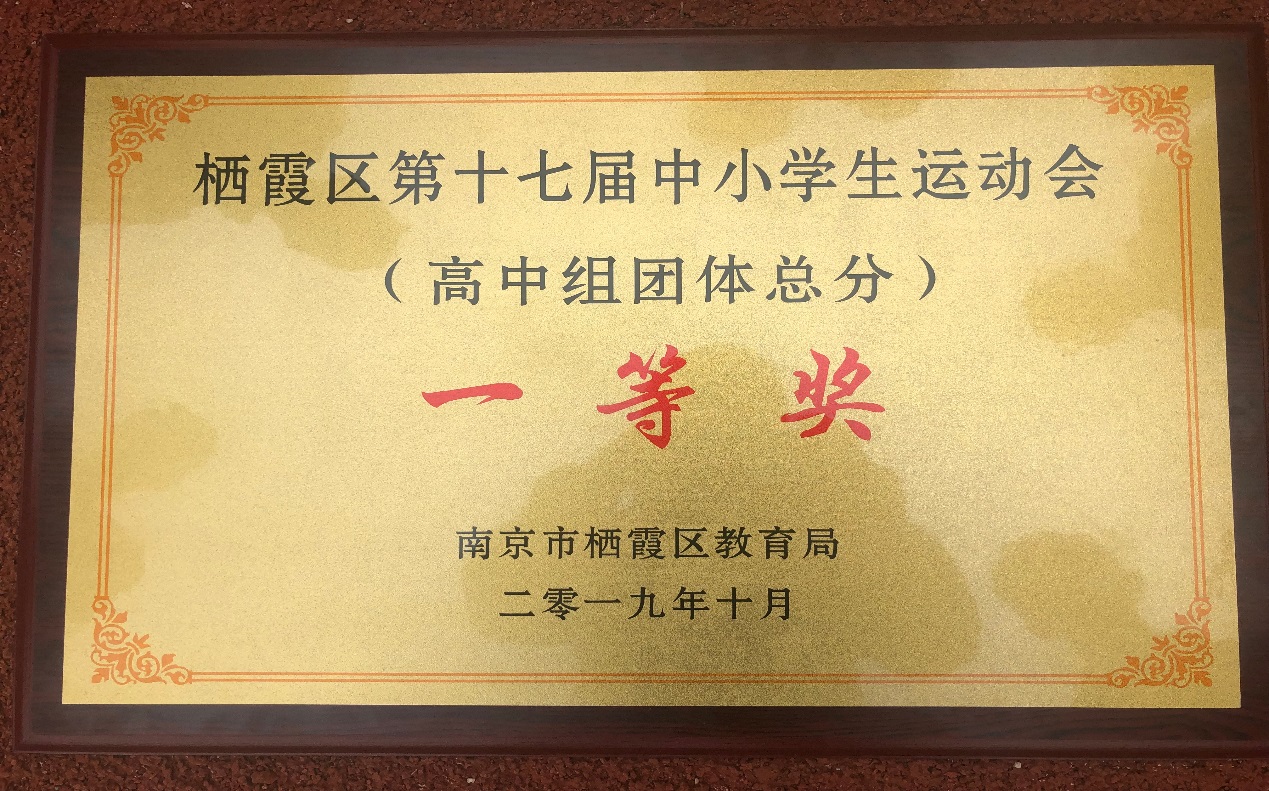 栖霞区第十七届中小学生运动会
（高中组团体总分）
一等奖
南京市栖霞区教育局
二零一九年十月